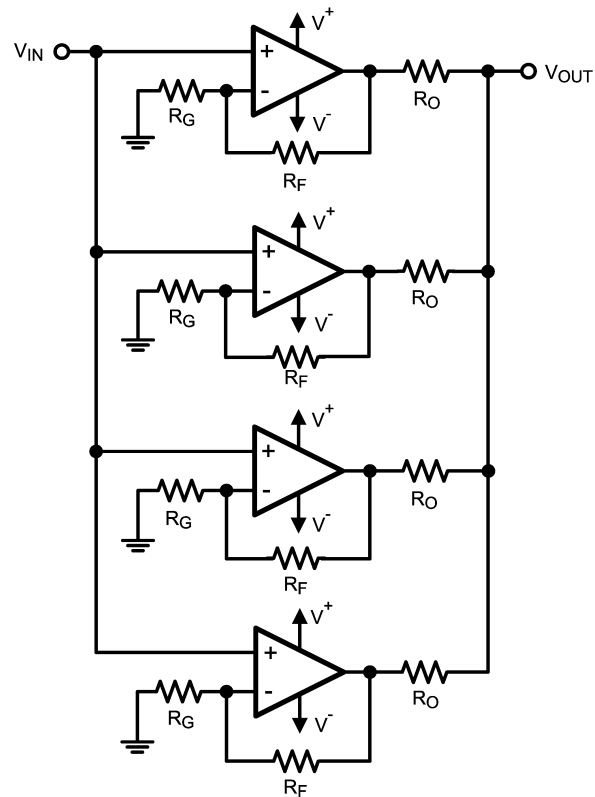 V+
VIN
+
VOUT
-
RG
RO
V-
RF
V+
+
-
RG
RO
V-
RF
V+
+
-
RG
RO
V-
RF
V+
+
-
RG
RO
V-
RF